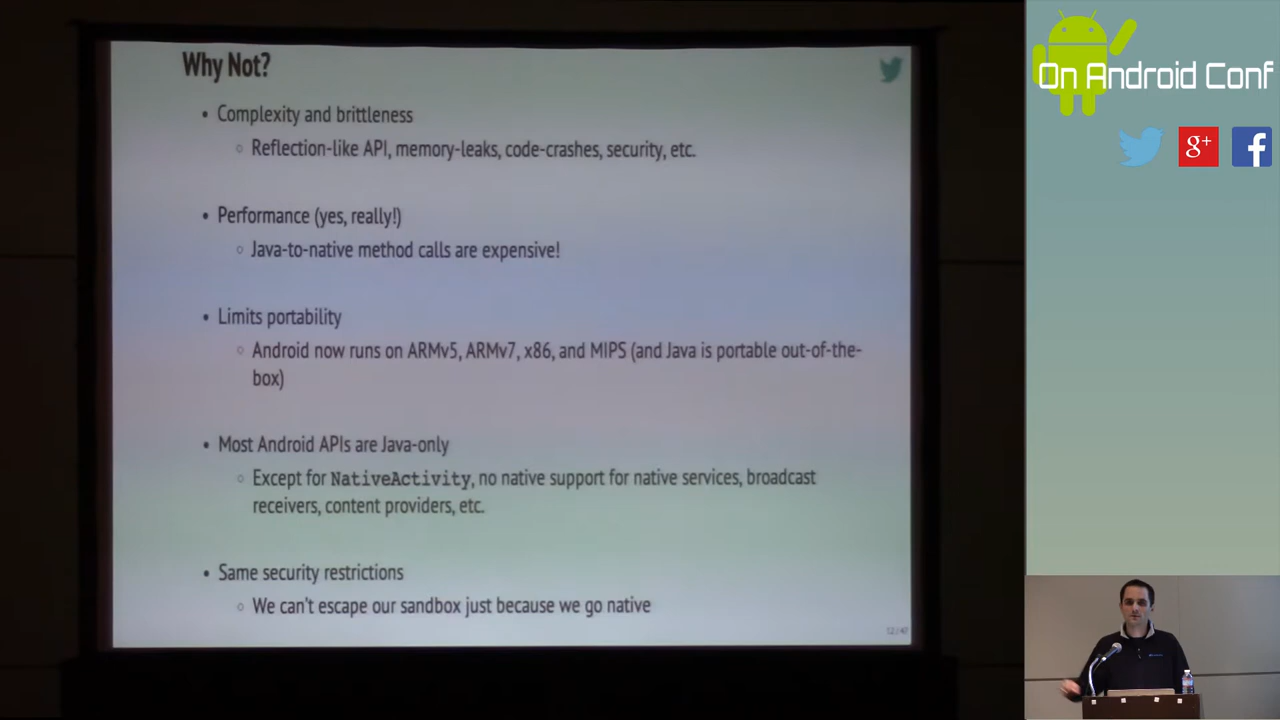 Why Not?
• Complexity and brittleness
○ Reflection-like API, memory-leaks, code-crashes, security, etc.
• Performance (yes, really!)
○ Java-to-native method calls are expensive!
• Limits portability
○ Android now runs on ARMv5, ARMv7, x86, and MIPS (and Java is portable out-of-the-
box)
• Most Android APIs are Java-only
○ Except for NativeActivity, no native support for native services, broadcast
receivers, content providers, etc.
• Same security restrictions
○ We can't escape our sandbox just because we go native
12 / 47
On Android Conf
g+
f